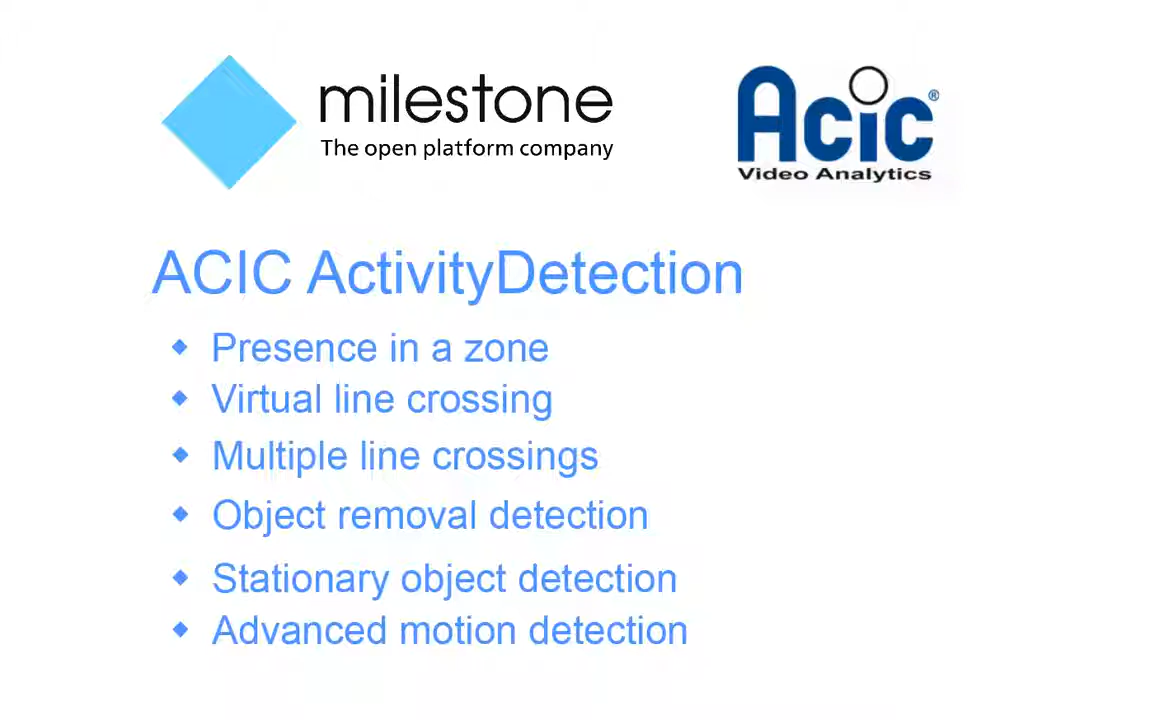 milestone
The open platform company
Acic®
Video Analytics
ACIC ActivityDetection
Presence in a zone
Virtual line crossing
Multiple line crossings
Object removal detection
Stationary object detection
Advanced motion detection